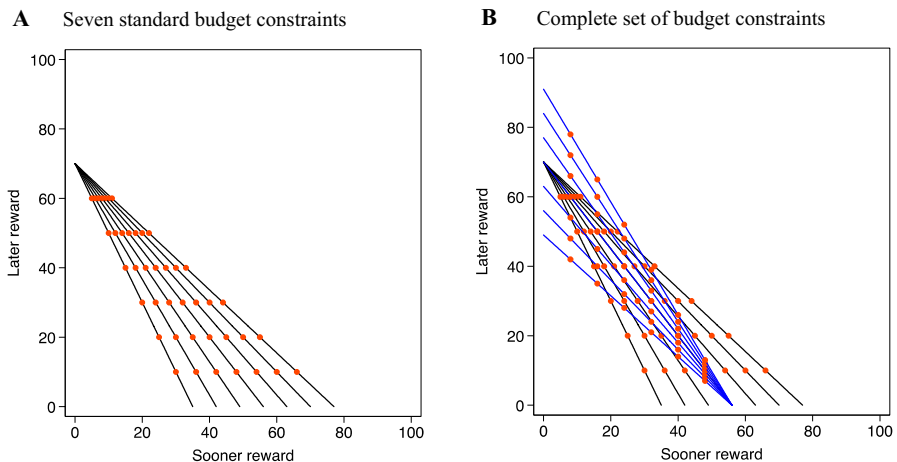 A Seven standard budget constraints
100
80
60
40
20
0
Later reward
0 20 40 60 80 100
Sooner reward
B Complete set of budget constraints
100
80
60
40
20
0
Later reward
0 20 40 60 80 100
Sooner reward